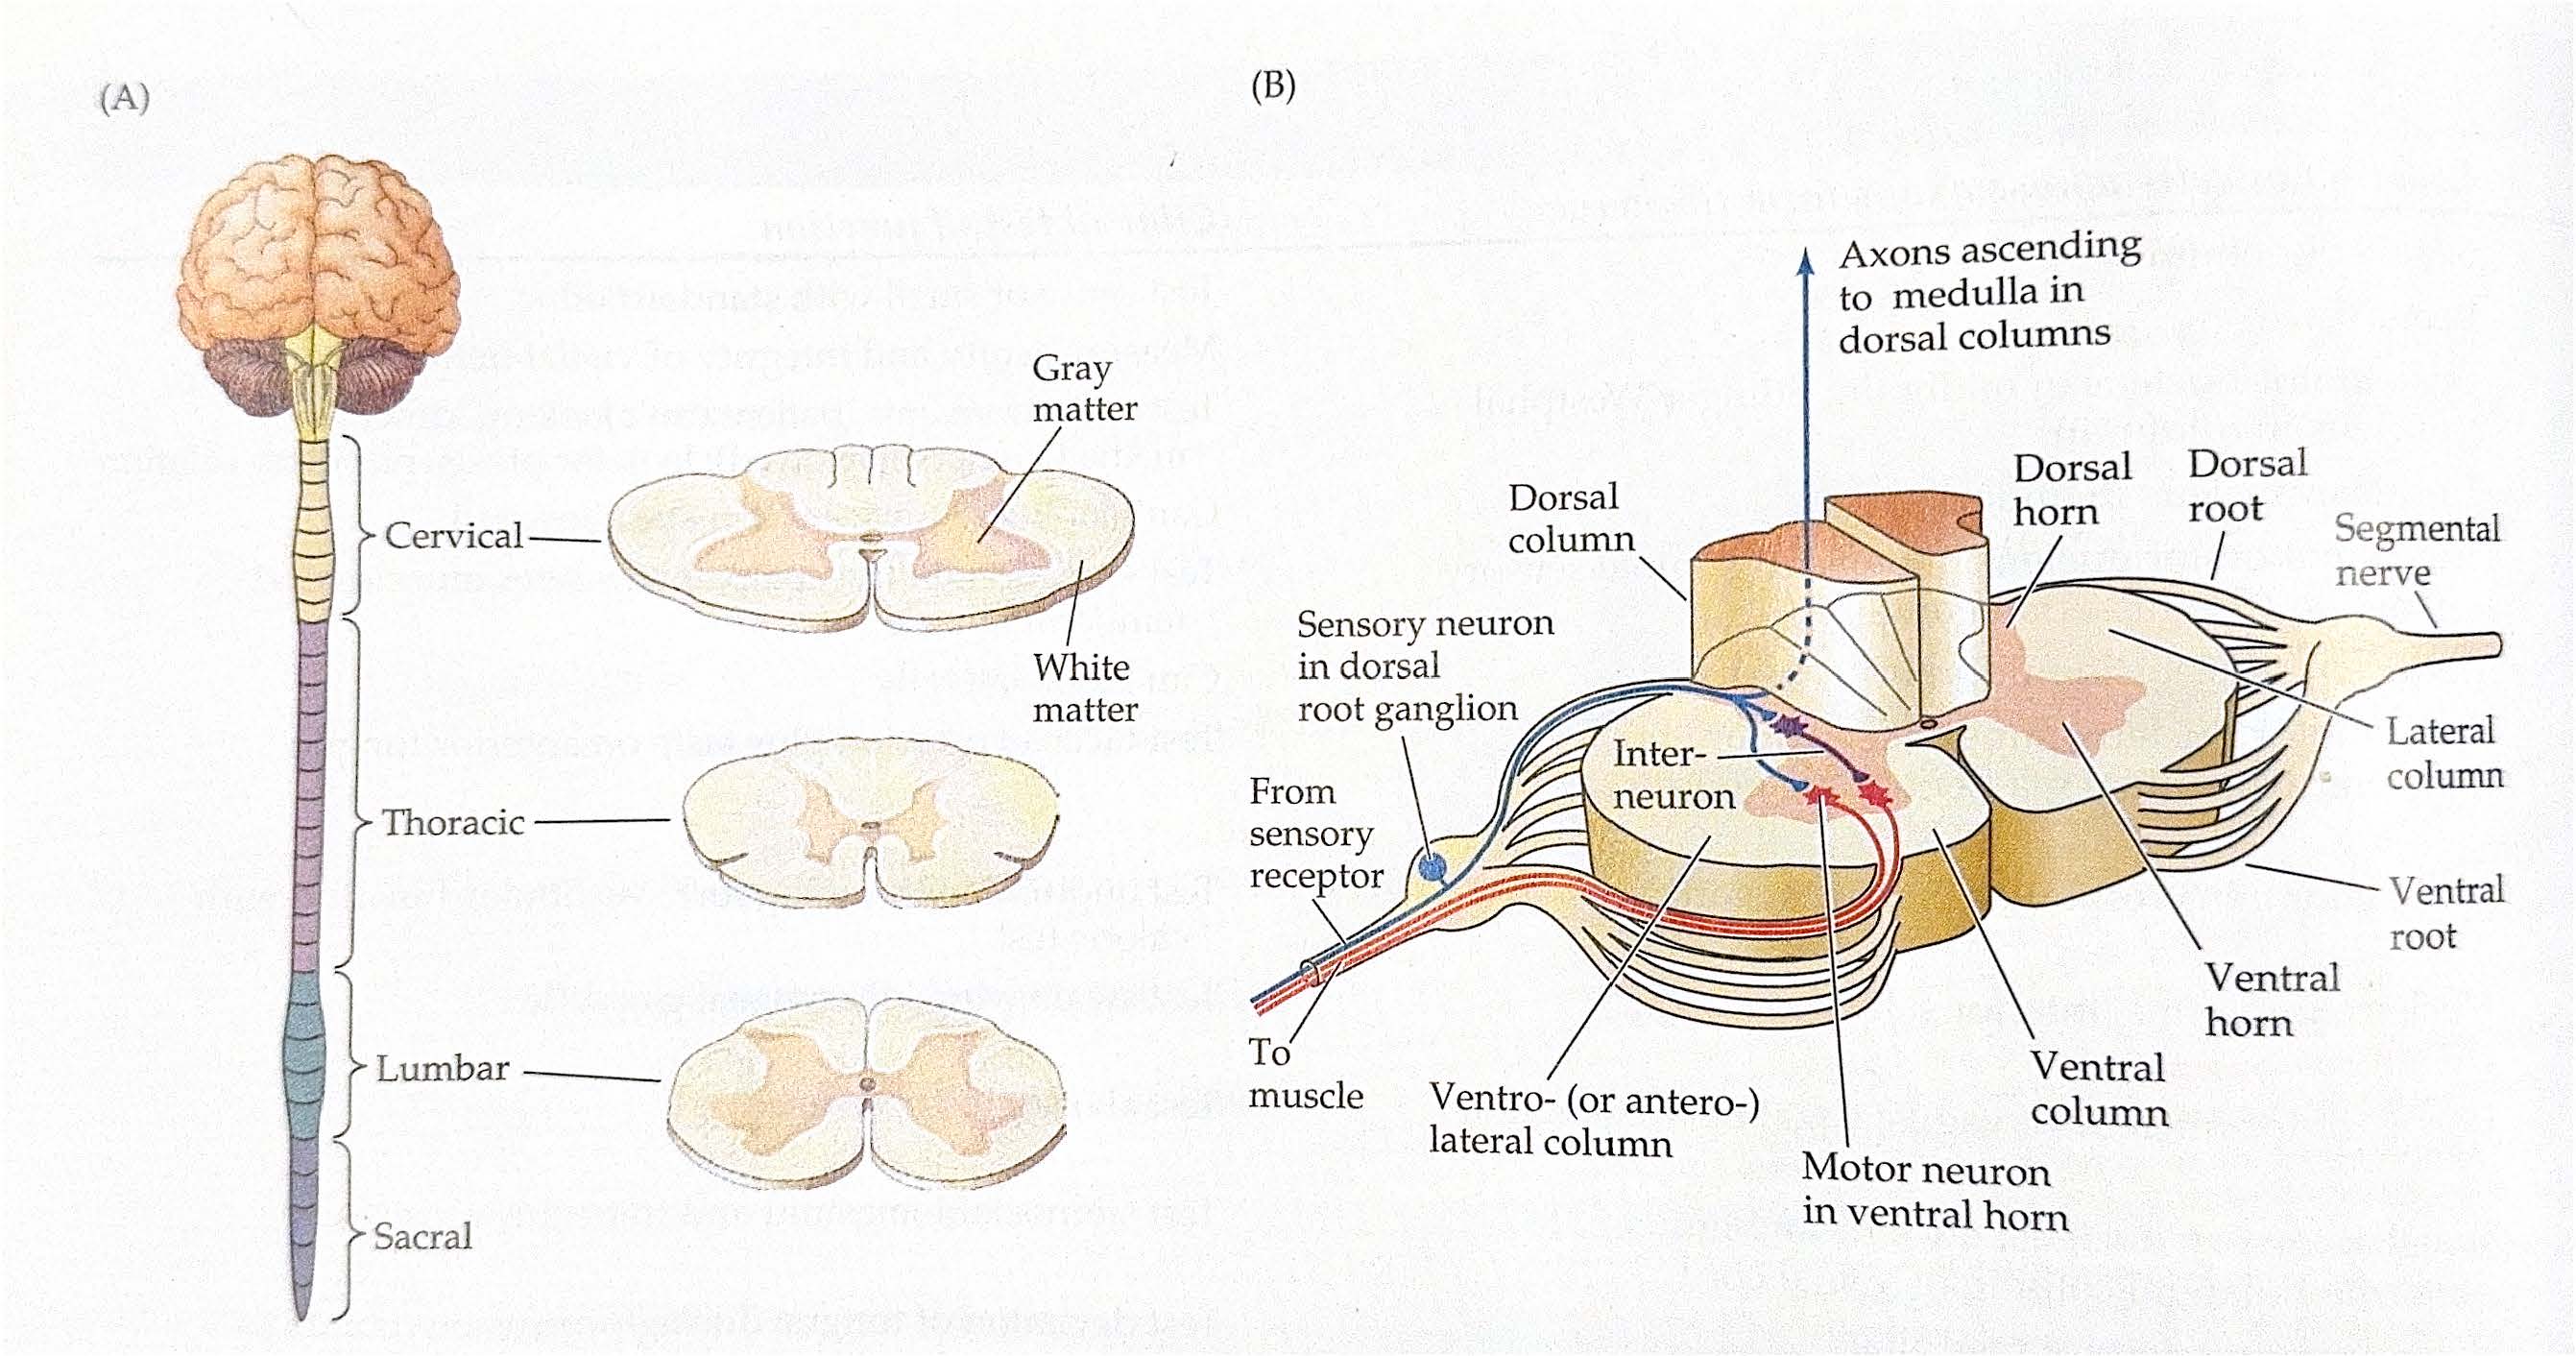 (A)
Gray
matter
Cervical
White
matter
Thoracic
Lumbar
Sacral
(B)
Axons ascending
to medulla in
dorsal columns
Dorsal
horn
Dorsal
root
Segmental
nerve
Dorsal
column
Sensory neuron
in dorsal
root ganglion
Inter-
neuron
Lateral
column
From
sensory
receptor
Ventral
root
Ventral
horn
To
muscle
Ventro- (or antero-)
lateral column
Ventral
column
Motor neuron
in ventral horn